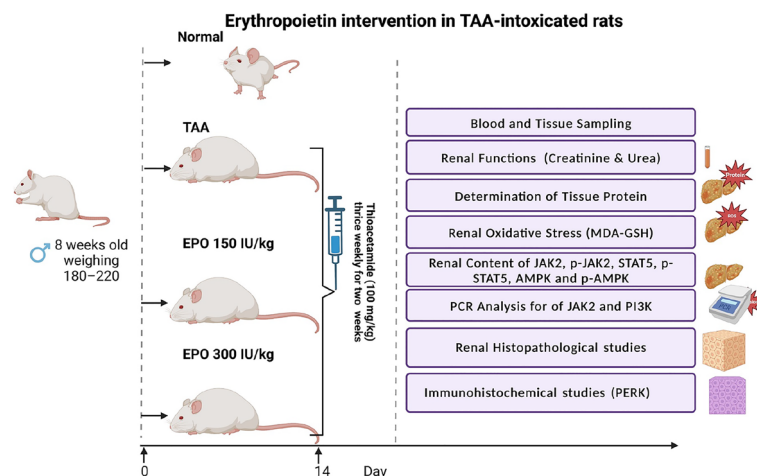 Erythropoietin intervention in TAA-intoxicated rats
Normal
TAA
EPO 150 IU/kg
EPO 300 IU/kg
8 weeks old
weighing
180–220
Thioacetamide (100 mg/kg)
thrice weekly for two
weeks
Blood and Tissue Sampling
Renal Functions (Creatinine & Urea)
Determination of Tissue Protein
Protein
Renal Oxidative Stress (MDA-GSH)
ROS
Renal Content of JAK2, p-JAK2, STAT5, p-
STAT5, AMPK and p-AMPK
PCR Analysis for of JAK2 and PI3K
Renal Histopathological studies
Immunohistochemical studies (PERK)
0
14
Day